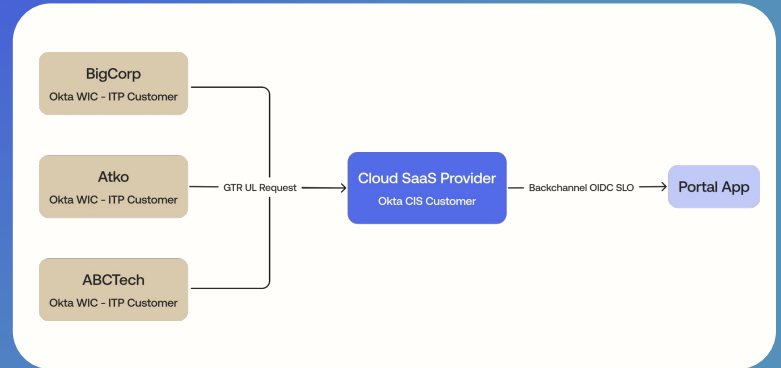 BigCorp
Okta WIC - ITP Customer
Atko
Okta WIC - ITP Customer
GTR UL Request
Cloud SaaS Provider
Okta CIS Customer
Backchannel OIDC SLO
Portal App
ABCTech
Okta WIC - ITP Customer